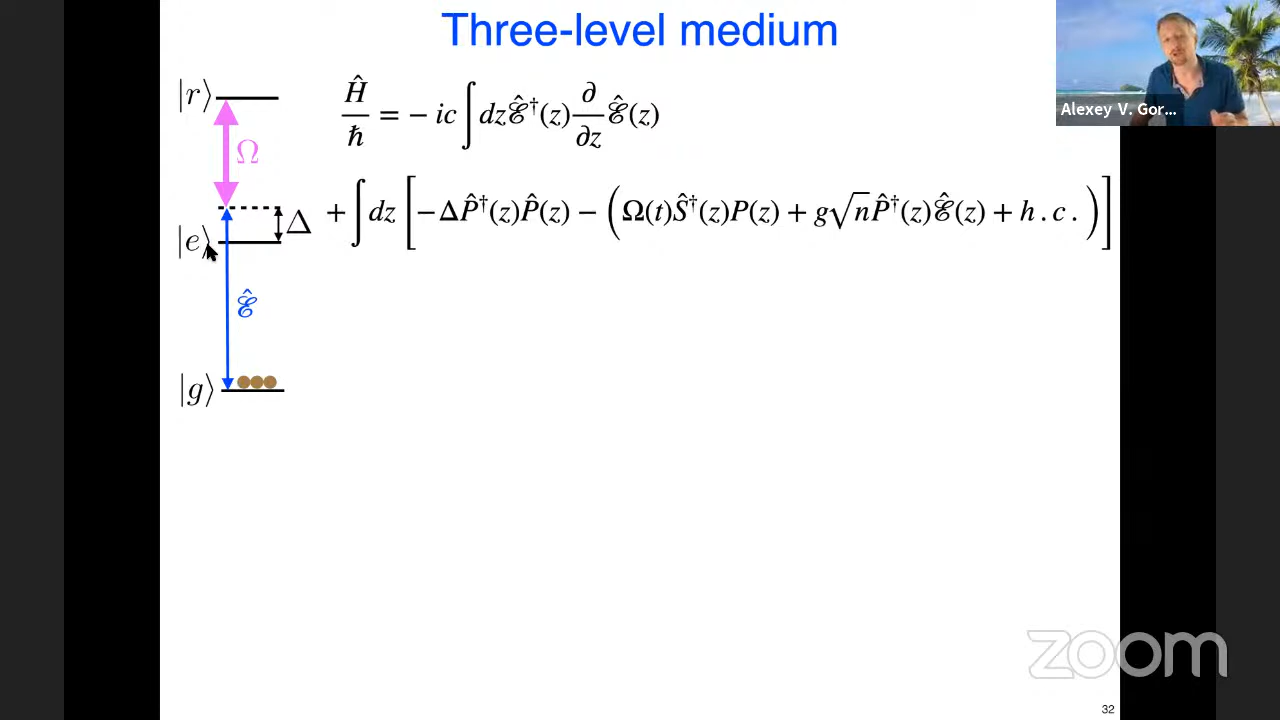 Three-level medium
Alexey V. Gor...
|r⟩
Ω
Δ
|e⟩
ℰ̂
|g⟩
Ĥ/ħ = − ic ∫ dz ℰ̂†(z) ∂/∂z ℰ̂(z)
+ ∫ dz [ −ΔP̂†(z)P̂(z) − ( Ω(t)Ŝ†(z)P(z) + g√n P̂†(z)ℰ̂(z) + h . c . ) ]
zoom
32